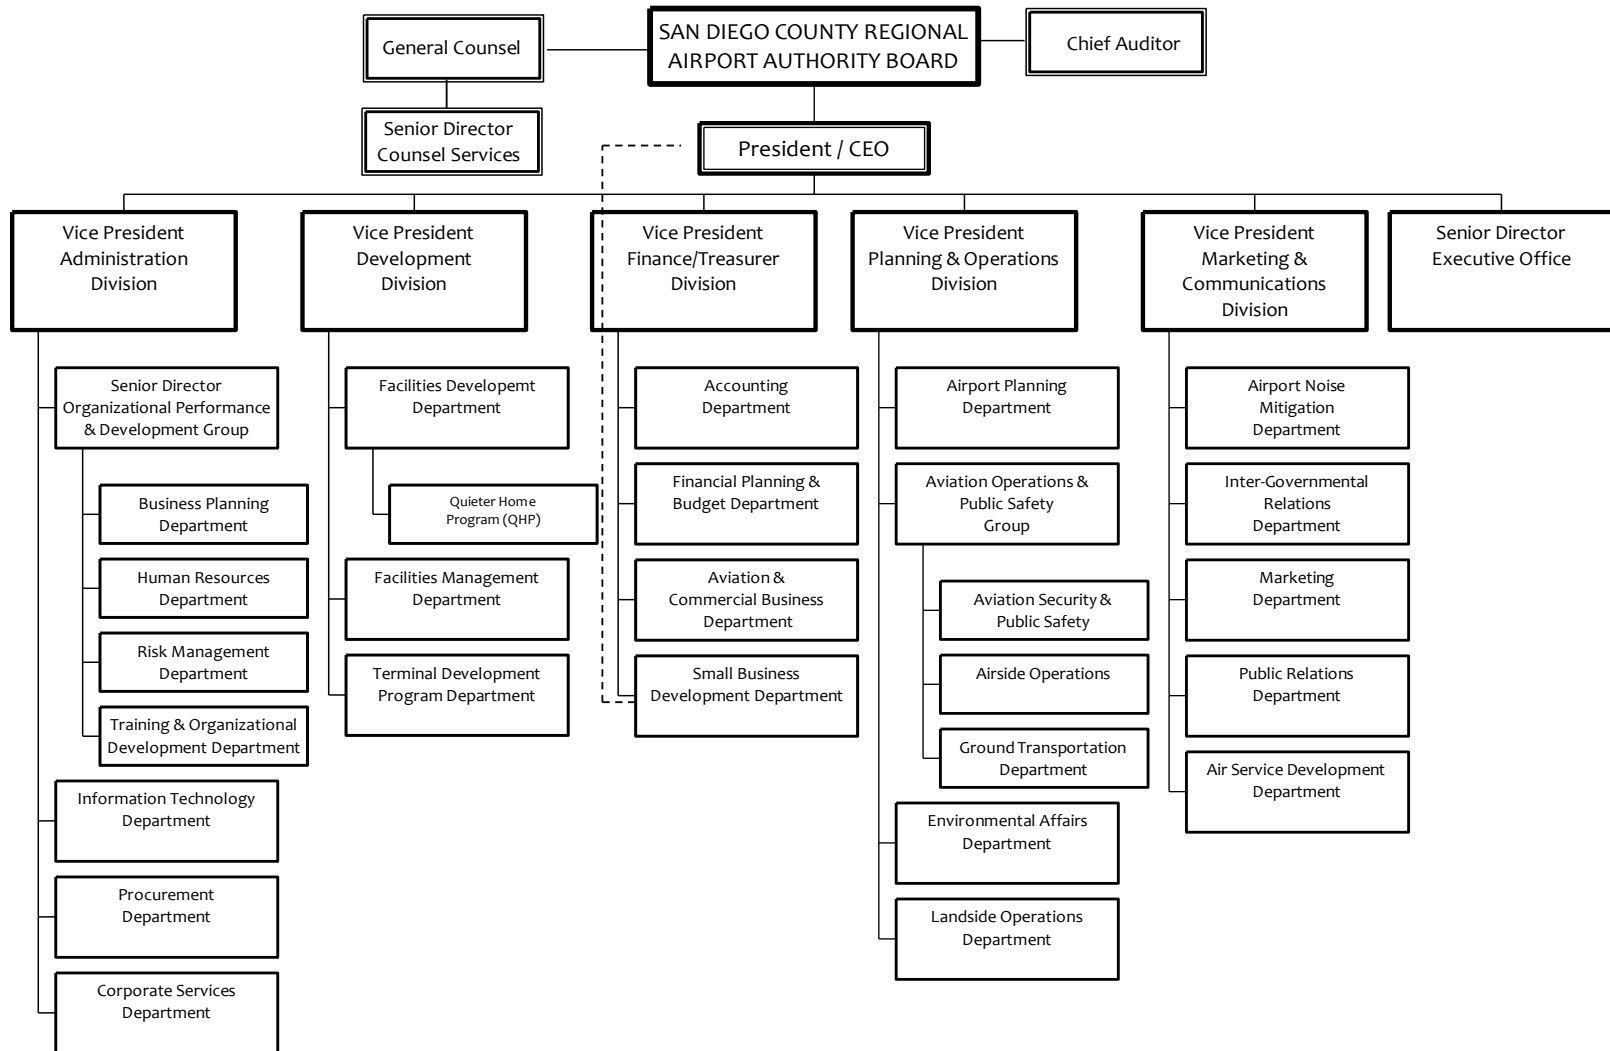 SAN DIEGO COUNTY REGIONAL
AIRPORT AUTHORITY BOARD
General Counsel
Chief Auditor
Senior Director
Counsel Services
President / CEO
Vice President
Administration
Division
Vice President
Development
Division
Vice President
Finance/Treasurer
Division
Vice President
Planning & Operations
Division
Vice President
Marketing &
Communications
Division
Senior Director
Executive Office
Senior Director
Organizational Performance
& Development Group
Business Planning
Department
Human Resources
Department
Risk Management
Department
Training & Organizational
Development Department
Information Technology
Department
Procurement
Department
Corporate Services
Department
Facilities Developemt
Department
Quieter Home
Program (QHP)
Facilities Management
Department
Terminal Development
Program Department
Accounting
Department
Financial Planning &
Budget Department
Aviation &
Commercial Business
Department
Small Business
Development Department
Airport Planning
Department
Aviation Operations &
Public Safety
Group
Aviation Security &
Public Safety
Airside Operations
Ground Transportation
Department
Environmental Affairs
Department
Landside Operations
Department
Airport Noise
Mitigation
Department
Inter-Governmental
Relations
Department
Marketing
Department
Public Relations
Department
Air Service Development
Department